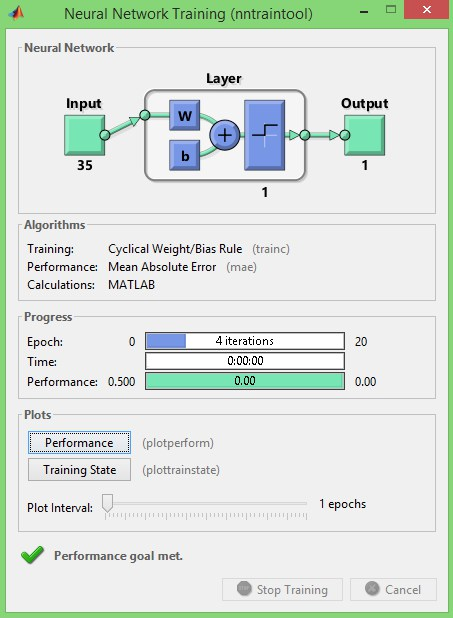 Neural Network Training (nntraintool)
Neural Network
Layer
Input
Output
W
b
+
35
1
1
Algorithms
Training: Cyclical Weight/Bias Rule (trainc)
Performance: Mean Absolute Error (mae)
Calculations: MATLAB
Progress
Epoch: 0 4 iterations 20
Time: 0:00:00
Performance: 0.500 0.00 0.00
Plots
Performance (plotperform)
Training State (plottrainstate)
Plot Interval: 1 epochs
Performance goal met.
Stop Training Cancel